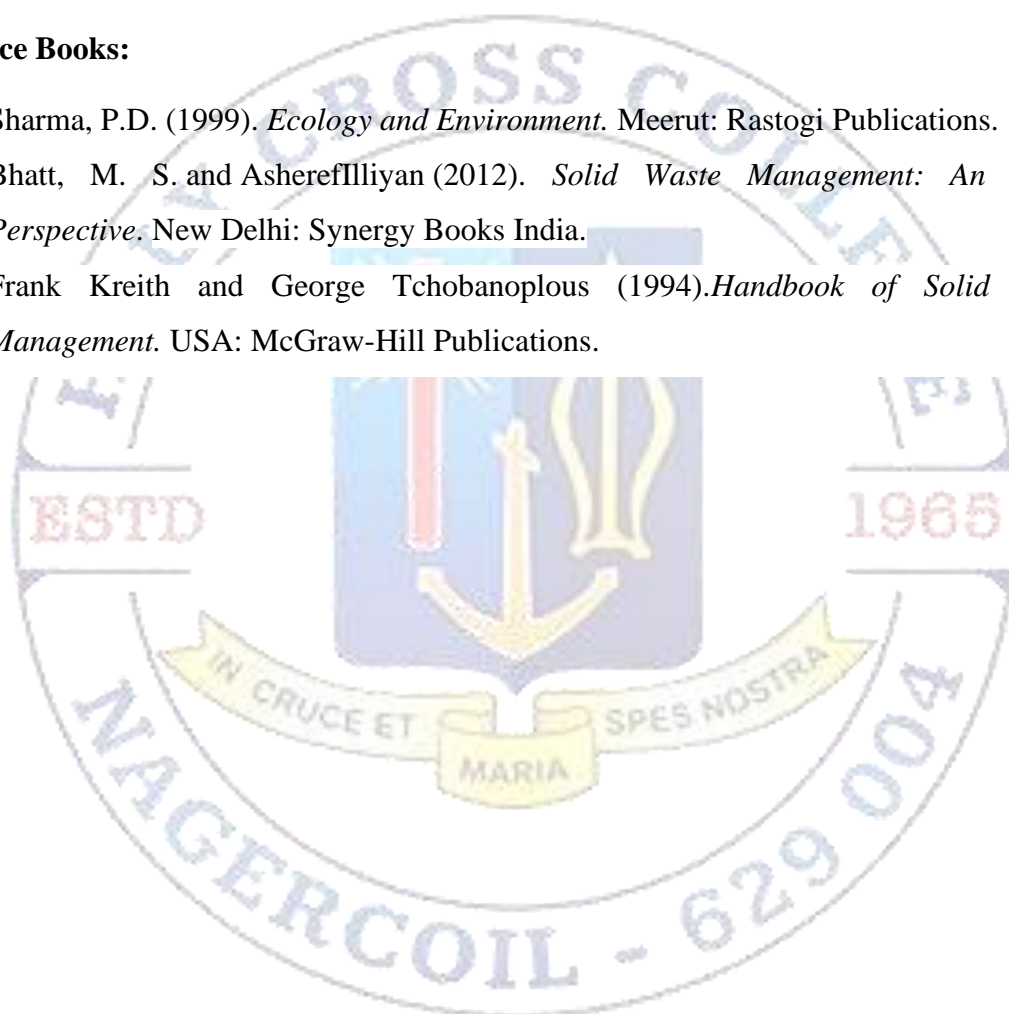 ce Books:
Sharma, P.D. (1999). Ecology and Environment. Meerut: Rastogi Publications.
Bhatt, M. S. and AsherefIlliyan (2012). Solid Waste Management: An
Perspective. New Delhi: Synergy Books India.
Frank Kreith and George Tchobanoplous (1994).Handbook of Solid
Management. USA: McGraw-Hill Publications.
Y CROSS COLLE
ESTD 1965
IN CRUCE ET MARIA SPES NOSTRA
NAGERCOIL - 629 004